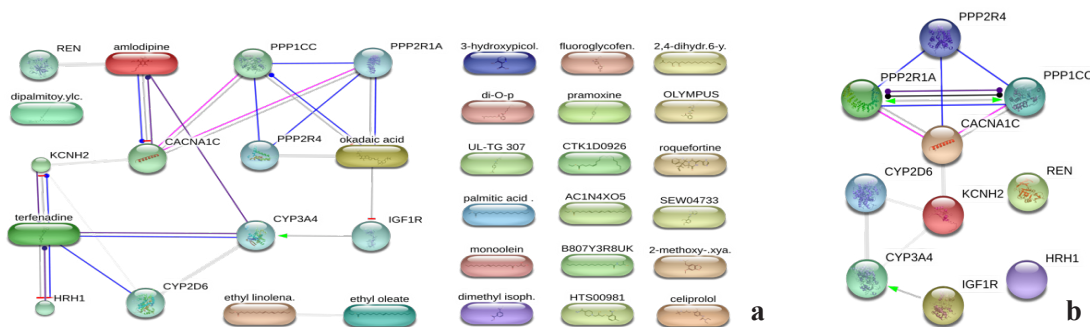 REN
amlodipine
PPP1CC
PPP2R1A
dipalmitoy.ylc.
KCNH2
CACNA1C
PPP2R4
okadaic acid
terfenadine
CYP3A4
IGF1R
HRH1
CYP2D6
ethyl linolena.
ethyl oleate
3-hydroxypicol.
fluoroglycofen.
2,4-dihydr.6-y.
di-O-p
pramoxine
OLYMPUS
UL-TG 307
CTK1D0926
roquefortine
palmitic acid .
AC1N4XO5
SEW04733
monoolein
B807Y3R8UK
2-methoxy-.xya.
dimethyl isoph.
HTS00981
celiprolol
a
PPP2R4
PPP2R1A
PPP1CC
CACNA1C
CYP2D6
KCNH2
REN
CYP3A4
IGF1R
HRH1
b